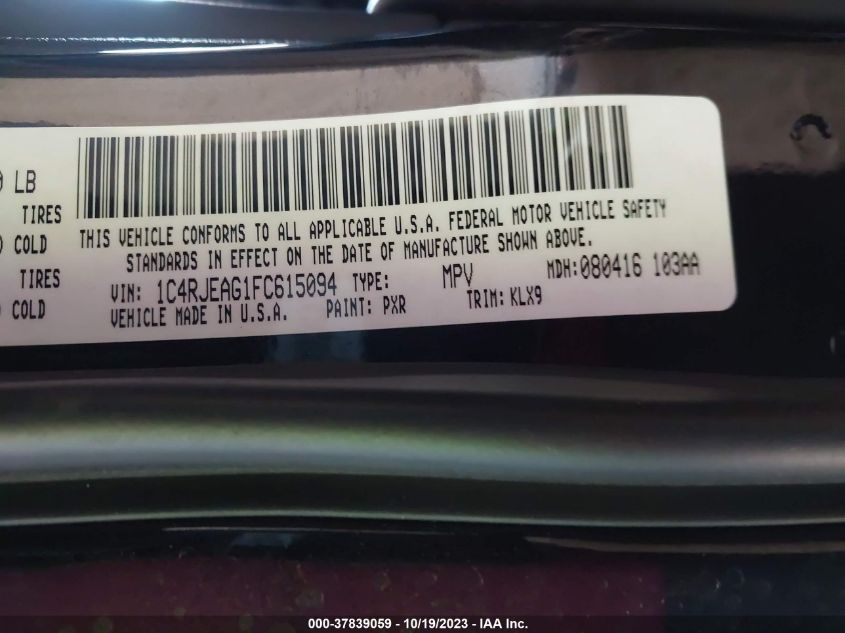 0 LB
TIRES
COLD
TIRES
COLD
THIS VEHICLE CONFORMS TO ALL APPLICABLE U.S.A. FEDERAL MOTOR VEHICLE SAFETY
STANDARDS IN EFFECT ON THE DATE OF MANUFACTURE SHOWN ABOVE.
VIN: 1C4RJEAG1FC615094 TYPE: MPV MDH:080416 103AA
VEHICLE MADE IN U.S.A. PAINT: PXR TRIM: KLX9
000-37839059 - 10/19/2023 - IAA Inc.